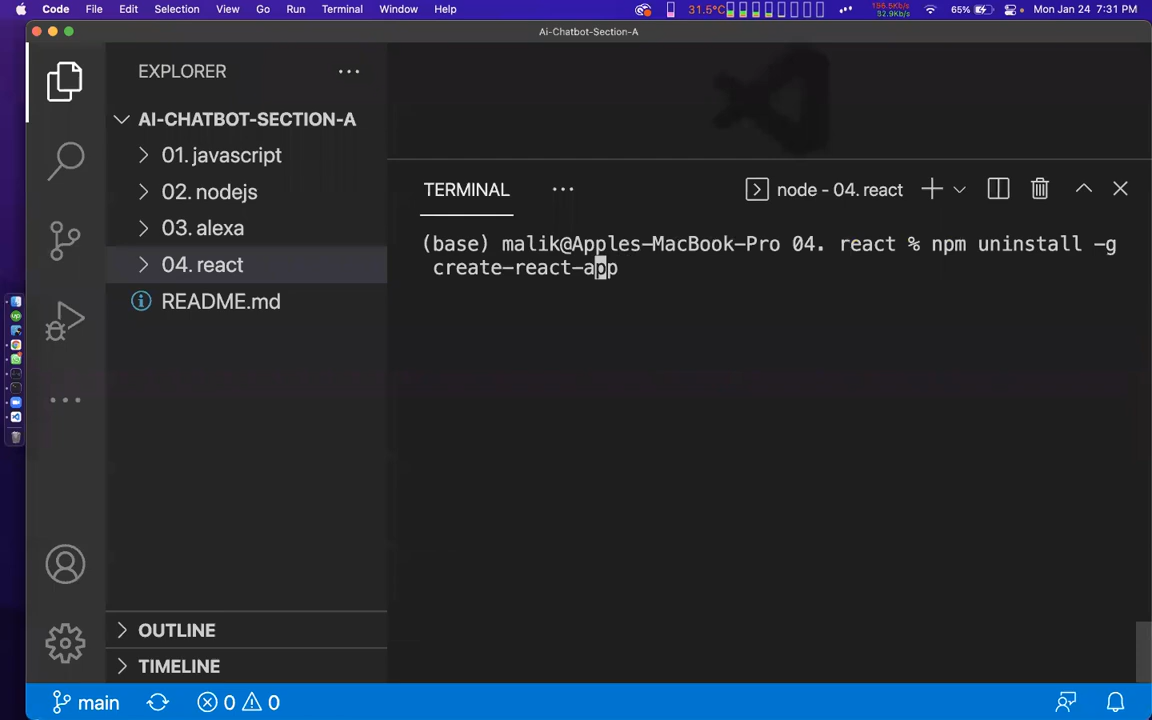 Code File Edit Selection View Go Run Terminal Window Help 31.5°C 65% Mon Jan 24 7:31 PM
Ai-Chatbot-Section-A
EXPLORER
AI-CHATBOT-SECTION-A
01. javascript
02. nodejs
03. alexa
04. react
README.md
OUTLINE
TIMELINE
TERMINAL
node - 04. react
(base) malik@Apples-MacBook-Pro 04. react % npm uninstall -g
create-react-app
main 0 0